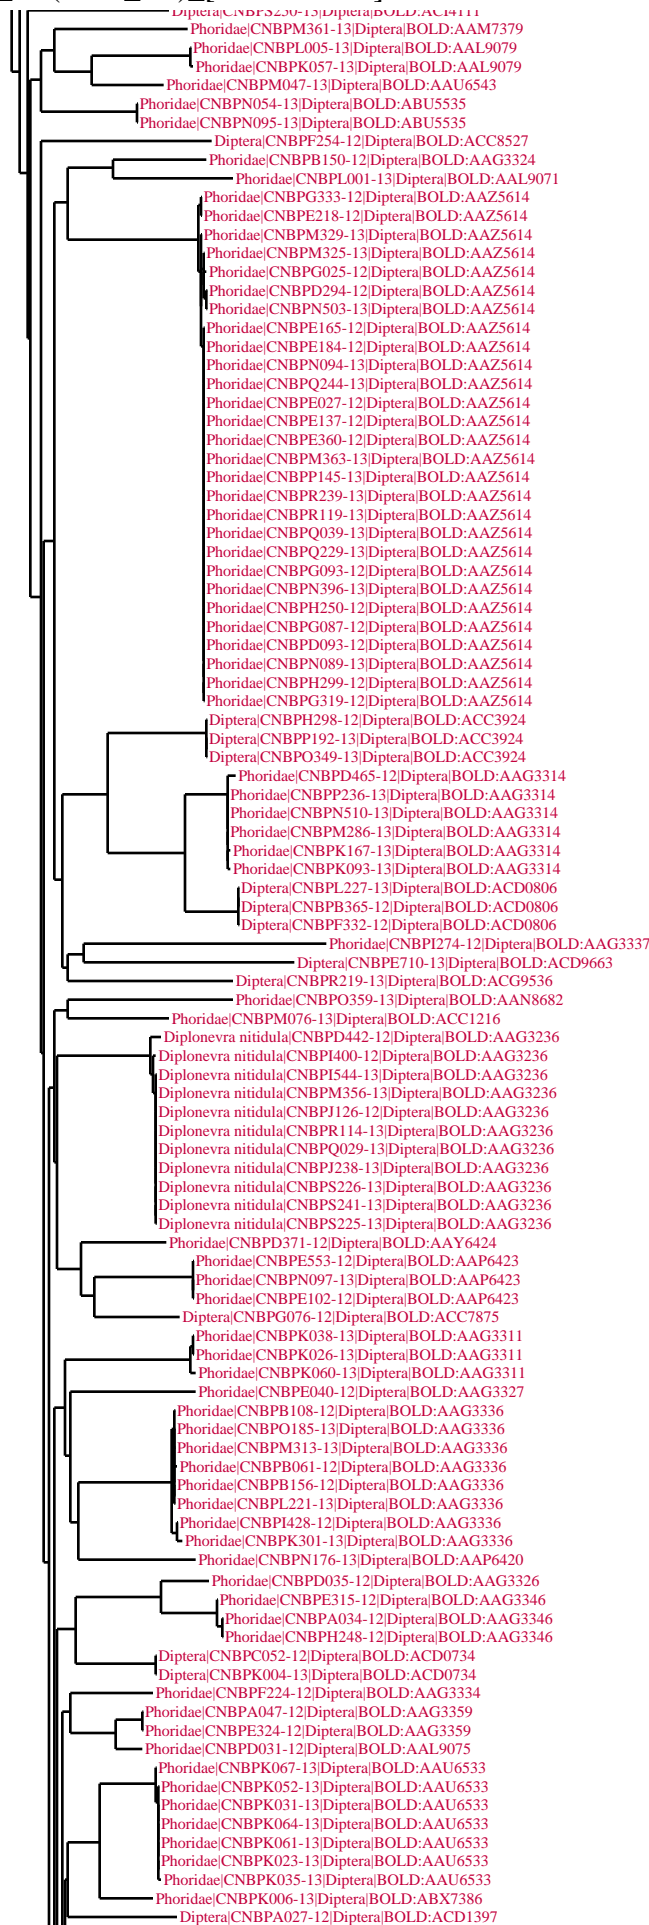 Diptera|CNBPS250-13|Diptera|BOLD:ACI4111
Phoridae|CNBPM361-13|Diptera|BOLD:AAM7379
Phoridae|CNBPL005-13|Diptera|BOLD:AAL9079
Phoridae|CNBPK057-13|Diptera|BOLD:AAL9079
Phoridae|CNBPM047-13|Diptera|BOLD:AAU6543
Phoridae|CNBPN054-13|Diptera|BOLD:ABU5535
Phoridae|CNBPN095-13|Diptera|BOLD:ABU5535
Diptera|CNBPF254-12|Diptera|BOLD:ACC8527
Phoridae|CNBPB150-12|Diptera|BOLD:AAG3324
Phoridae|CNBPL001-13|Diptera|BOLD:AAL9071
Phoridae|CNBPG333-12|Diptera|BOLD:AAZ5614
Phoridae|CNBPE218-12|Diptera|BOLD:AAZ5614
Phoridae|CNBPM329-13|Diptera|BOLD:AAZ5614
Phoridae|CNBPM325-13|Diptera|BOLD:AAZ5614
Phoridae|CNBPG025-12|Diptera|BOLD:AAZ5614
Phoridae|CNBPD294-12|Diptera|BOLD:AAZ5614
Phoridae|CNBPN503-13|Diptera|BOLD:AAZ5614
Phoridae|CNBPE165-12|Diptera|BOLD:AAZ5614
Phoridae|CNBPE184-12|Diptera|BOLD:AAZ5614
Phoridae|CNBPN094-13|Diptera|BOLD:AAZ5614
Phoridae|CNBPQ244-13|Diptera|BOLD:AAZ5614
Phoridae|CNBPE027-12|Diptera|BOLD:AAZ5614
Phoridae|CNBPE137-12|Diptera|BOLD:AAZ5614
Phoridae|CNBPE360-12|Diptera|BOLD:AAZ5614
Phoridae|CNBPM363-13|Diptera|BOLD:AAZ5614
Phoridae|CNBPP145-13|Diptera|BOLD:AAZ5614
Phoridae|CNBPR239-13|Diptera|BOLD:AAZ5614
Phoridae|CNBPR119-13|Diptera|BOLD:AAZ5614
Phoridae|CNBPQ039-13|Diptera|BOLD:AAZ5614
Phoridae|CNBPQ229-13|Diptera|BOLD:AAZ5614
Phoridae|CNBPG093-12|Diptera|BOLD:AAZ5614
Phoridae|CNBPN396-13|Diptera|BOLD:AAZ5614
Phoridae|CNBPH250-12|Diptera|BOLD:AAZ5614
Phoridae|CNBPG087-12|Diptera|BOLD:AAZ5614
Phoridae|CNBPD093-12|Diptera|BOLD:AAZ5614
Phoridae|CNBPN089-13|Diptera|BOLD:AAZ5614
Phoridae|CNBPH299-12|Diptera|BOLD:AAZ5614
Phoridae|CNBPG319-12|Diptera|BOLD:AAZ5614
Diptera|CNBPH298-12|Diptera|BOLD:ACC3924
Diptera|CNBPP192-13|Diptera|BOLD:ACC3924
Diptera|CNBPO349-13|Diptera|BOLD:ACC3924
Phoridae|CNBPD465-12|Diptera|BOLD:AAG3314
Phoridae|CNBPP236-13|Diptera|BOLD:AAG3314
Phoridae|CNBPN510-13|Diptera|BOLD:AAG3314
Phoridae|CNBPM286-13|Diptera|BOLD:AAG3314
Phoridae|CNBPK167-13|Diptera|BOLD:AAG3314
Phoridae|CNBPK093-13|Diptera|BOLD:AAG3314
Diptera|CNBPL227-13|Diptera|BOLD:ACD0806
Diptera|CNBPB365-12|Diptera|BOLD:ACD0806
Diptera|CNBPF332-12|Diptera|BOLD:ACD0806
Phoridae|CNBPI274-12|Diptera|BOLD:AAG3337
Diptera|CNBPE710-13|Diptera|BOLD:ACD9663
Diptera|CNBPR219-13|Diptera|BOLD:ACG9536
Phoridae|CNBPO359-13|Diptera|BOLD:AAN8682
Phoridae|CNBPM076-13|Diptera|BOLD:ACC1216
Diplonevra nitidula|CNBPD442-12|Diptera|BOLD:AAG3236
Diplonevra nitidula|CNBPI400-12|Diptera|BOLD:AAG3236
Diplonevra nitidula|CNBPI544-13|Diptera|BOLD:AAG3236
Diplonevra nitidula|CNBPM356-13|Diptera|BOLD:AAG3236
Diplonevra nitidula|CNBPJ126-12|Diptera|BOLD:AAG3236
Diplonevra nitidula|CNBPR114-13|Diptera|BOLD:AAG3236
Diplonevra nitidula|CNBPQ029-13|Diptera|BOLD:AAG3236
Diplonevra nitidula|CNBPJ238-13|Diptera|BOLD:AAG3236
Diplonevra nitidula|CNBPS226-13|Diptera|BOLD:AAG3236
Diplonevra nitidula|CNBPS241-13|Diptera|BOLD:AAG3236
Diplonevra nitidula|CNBPS225-13|Diptera|BOLD:AAG3236
Phoridae|CNBPD371-12|Diptera|BOLD:AAY6424
Phoridae|CNBPE553-12|Diptera|BOLD:AAP6423
Phoridae|CNBPN097-13|Diptera|BOLD:AAP6423
Phoridae|CNBPE102-12|Diptera|BOLD:AAP6423
Diptera|CNBPG076-12|Diptera|BOLD:ACC7875
Phoridae|CNBPK038-13|Diptera|BOLD:AAG3311
Phoridae|CNBPK026-13|Diptera|BOLD:AAG3311
Phoridae|CNBPK060-13|Diptera|BOLD:AAG3311
Phoridae|CNBPE040-12|Diptera|BOLD:AAG3327
Phoridae|CNBPB108-12|Diptera|BOLD:AAG3336
Phoridae|CNBPO185-13|Diptera|BOLD:AAG3336
Phoridae|CNBPM313-13|Diptera|BOLD:AAG3336
Phoridae|CNBPB061-12|Diptera|BOLD:AAG3336
Phoridae|CNBPB156-12|Diptera|BOLD:AAG3336
Phoridae|CNBPL221-13|Diptera|BOLD:AAG3336
Phoridae|CNBPI428-12|Diptera|BOLD:AAG3336
Phoridae|CNBPK301-13|Diptera|BOLD:AAG3336
Phoridae|CNBPN176-13|Diptera|BOLD:AAP6420
Phoridae|CNBPD035-12|Diptera|BOLD:AAG3326
Phoridae|CNBPE315-12|Diptera|BOLD:AAG3346
Phoridae|CNBPA034-12|Diptera|BOLD:AAG3346
Phoridae|CNBPH248-12|Diptera|BOLD:AAG3346
Diptera|CNBPC052-12|Diptera|BOLD:ACD0734
Diptera|CNBPK004-13|Diptera|BOLD:ACD0734
Phoridae|CNBPF224-12|Diptera|BOLD:AAG3334
Phoridae|CNBPA047-12|Diptera|BOLD:AAG3359
Phoridae|CNBPE324-12|Diptera|BOLD:AAG3359
Phoridae|CNBPD031-12|Diptera|BOLD:AAL9075
Phoridae|CNBPK067-13|Diptera|BOLD:AAU6533
Phoridae|CNBPK052-13|Diptera|BOLD:AAU6533
Phoridae|CNBPK031-13|Diptera|BOLD:AAU6533
Phoridae|CNBPK064-13|Diptera|BOLD:AAU6533
Phoridae|CNBPK061-13|Diptera|BOLD:AAU6533
Phoridae|CNBPK023-13|Diptera|BOLD:AAU6533
Phoridae|CNBPK035-13|Diptera|BOLD:AAU6533
Phoridae|CNBPK006-13|Diptera|BOLD:ABX7386
Diptera|CNBPA027-12|Diptera|BOLD:ACD1397